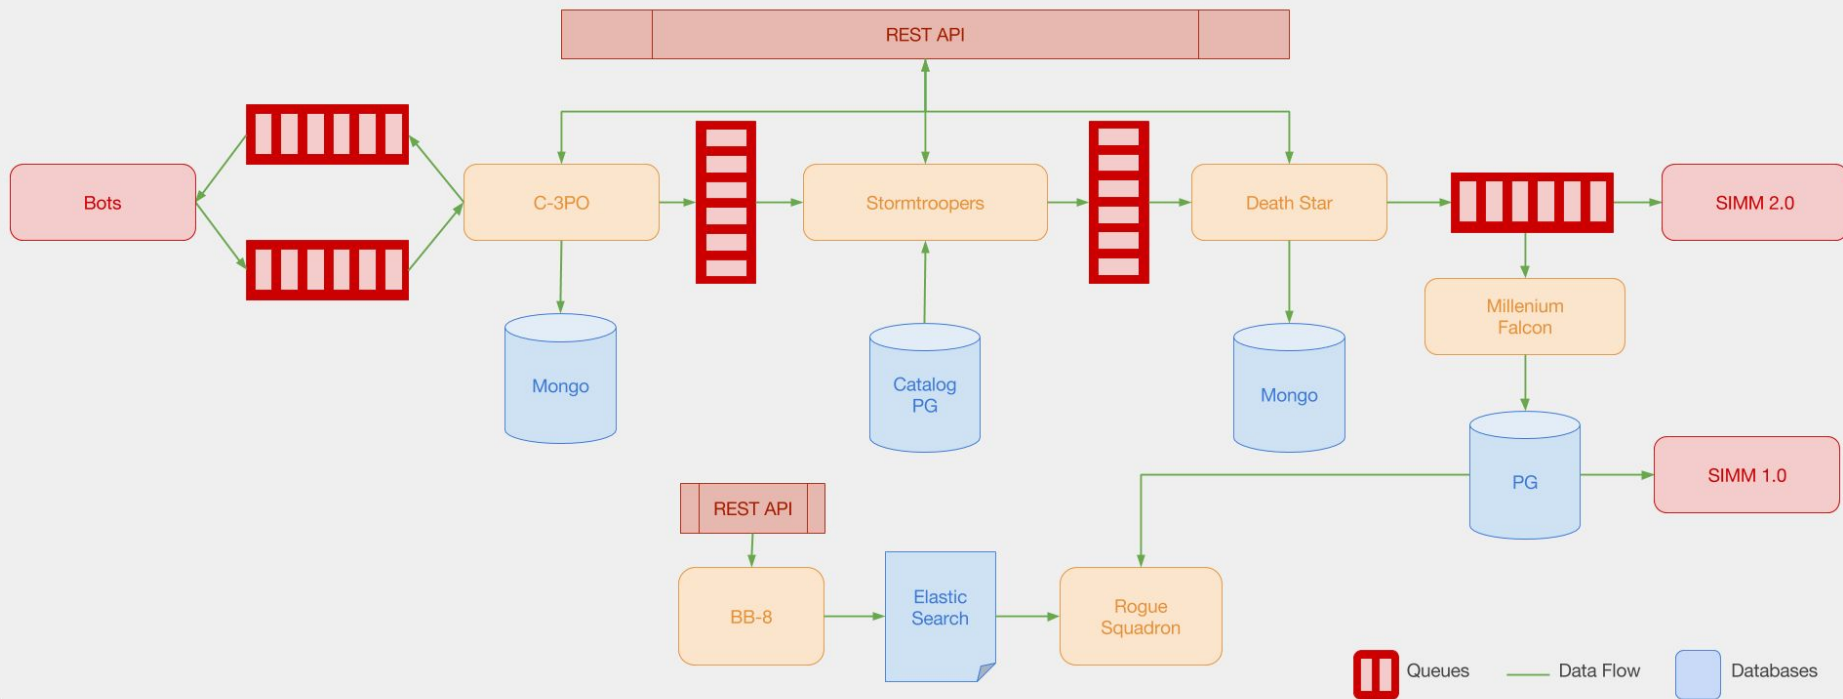 REST API
Bots
C-3PO
Stormtroopers
Death Star
SIMM 2.0
Millenium
Falcon
Mongo
Catalog
PG
Mongo
PG
SIMM 1.0
REST API
BB-8
Elastic
Search
Rogue
Squadron
Queues
Data Flow
Databases